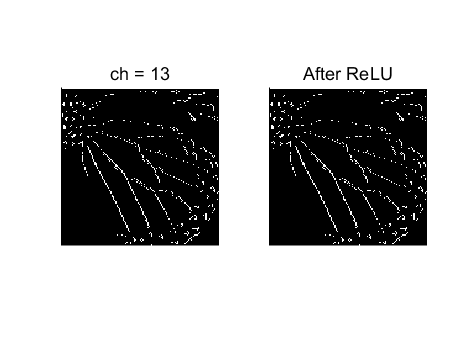 ch = 13
After ReLU